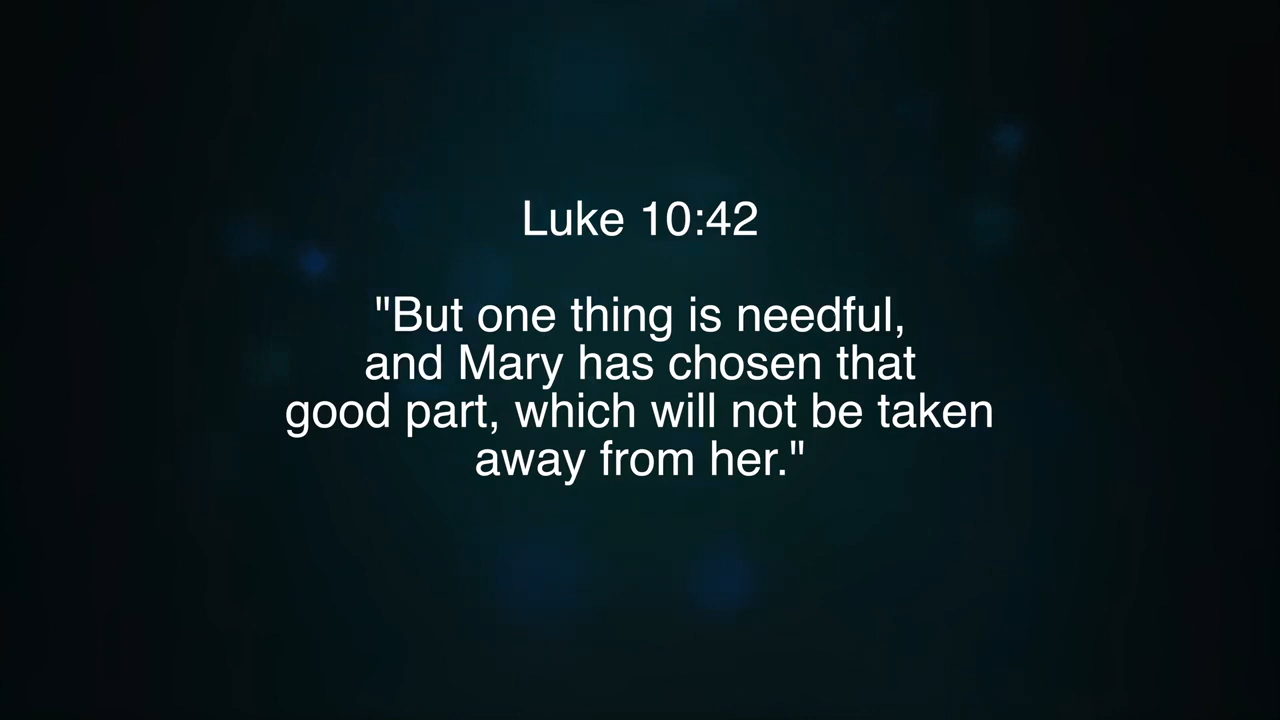 Luke 10:42
"But one thing is needful,
and Mary has chosen that
good part, which will not be taken
away from her."